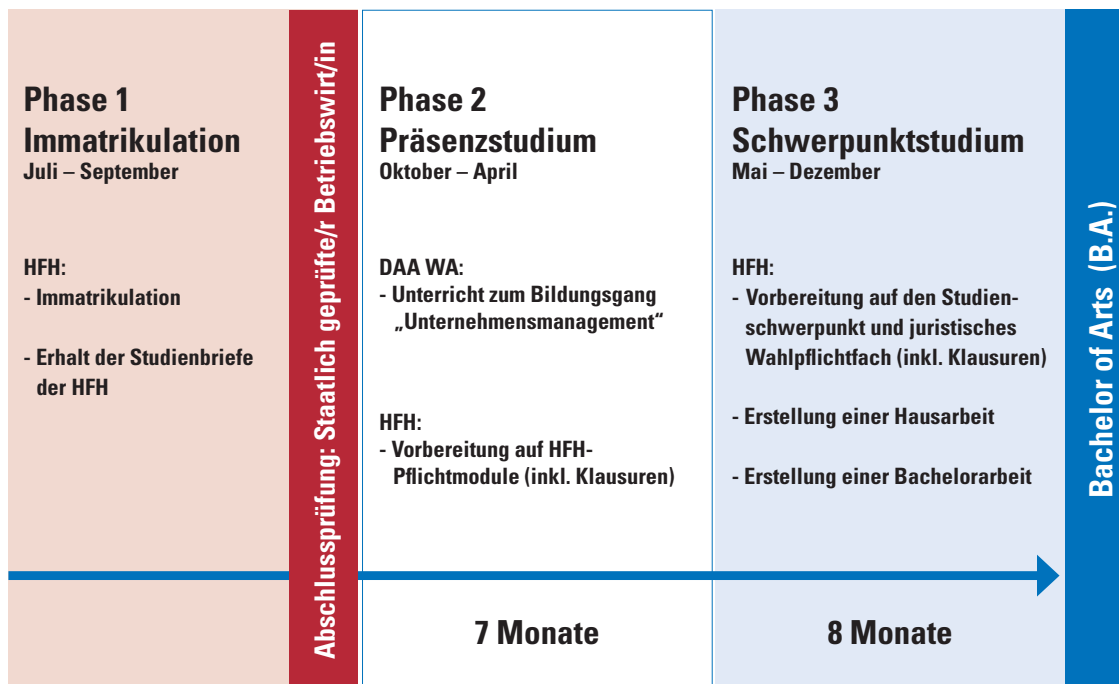 Phase 1
Immatrikulation
Juli – September
HFH:
- Immatrikulation
- Erhalt der Studienbriefe
der HFH
Abschlussprüfung: Staatlich geprüfte/r Betriebswirt/in
Phase 2
Präsenzstudium
Oktober – April
DAA WA:
- Unterricht zum Bildungsgang
„Unternehmensmanagement“
HFH:
- Vorbereitung auf HFH-
Pflichtmodule (inkl. Klausuren)
7 Monate
Phase 3
Schwerpunktstudium
Mai – Dezember
HFH:
- Vorbereitung auf den Studien-
schwerpunkt und juristisches
Wahlpflichtfach (inkl. Klausuren)
- Erstellung einer Hausarbeit
- Erstellung einer Bachelorarbeit
8 Monate
Bachelor of Arts (B.A.)